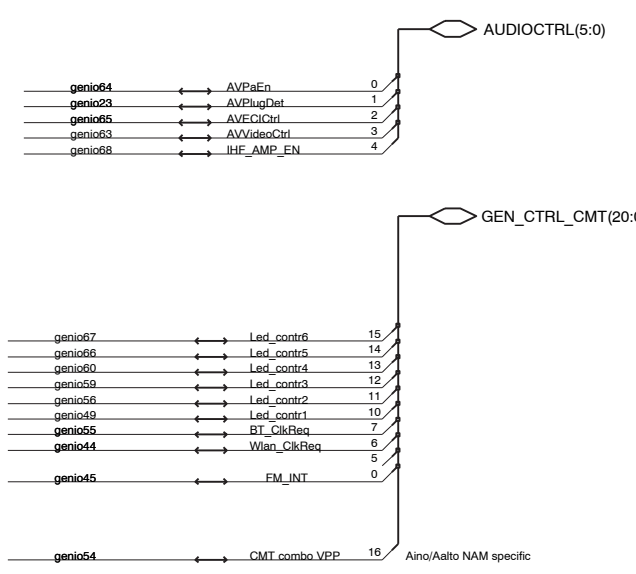 AUDIOCTRL(5:0)
genio64 AVPaEn 0
genio23 AVPlugDet 1
genio65 AVECICtrl 2
genio63 AVVideoCtrl 3
genio68 IHF_AMP_EN 4
GEN_CTRL_CMT(20:
genio67 Led_contr6 15
genio66 Led_contr5 14
genio60 Led_contr4 13
genio59 Led_contr3 12
genio56 Led_contr2 11
genio49 Led_contr1 10
genio55 BT_ClkReq 7
genio44 Wlan_ClkReq 6
5
genio45 FM_INT 0
genio54 CMT combo VPP 16 Aino/Aalto NAM specific